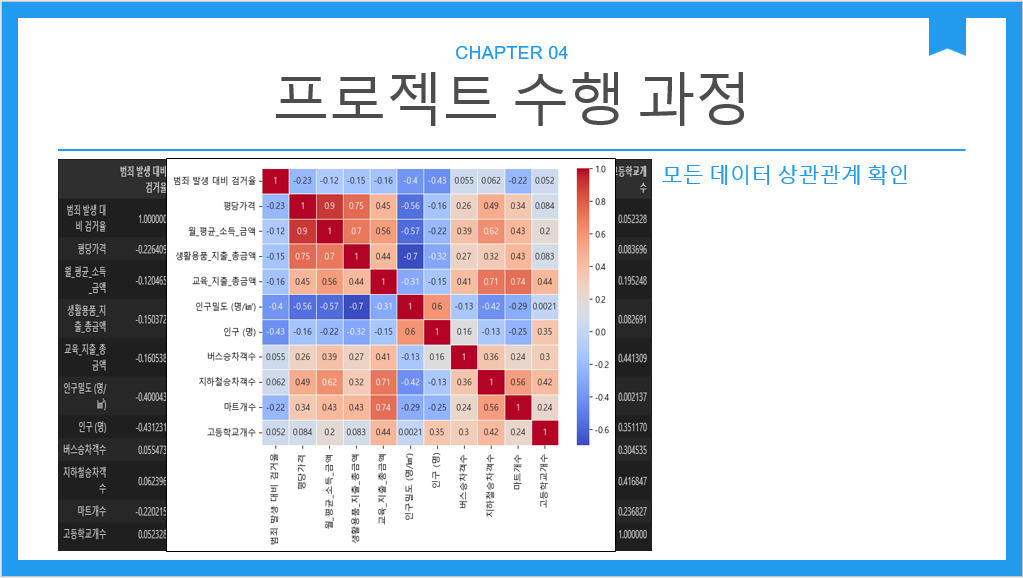 CHAPTER 04
프로젝트 수행 과정
모든 데이터 상관관계 확인
범죄 발생 대비
검거율
고등학교개
수
범죄 발생 대
비 검거율
1.000000
0.052328
평당가격
-0.226409
0.083696
월_평균_소득
_금액
-0.120465
0.195248
생활용품_지
출_총금액
-0.150372
0.082691
교육_지출_총
금액
-0.160538
0.441309
인구밀도 (명/
㎢)
-0.400043
0.002137
인구 (명)
-0.431231
0.351170
버스승차객수
0.055473
0.304535
지하철승차객
수
0.062396
0.416847
마트개수
-0.220215
0.236827
고등학교개수
0.052328
1.000000
범죄 발생 대비 검거율 1 -0.23 -0.12 -0.15 -0.16 -0.4 -0.43 0.055 0.062 -0.22 0.052
평당가격 -0.23 1 0.9 0.75 0.45 -0.56 -0.16 0.26 0.49 0.34 0.084
월_평균_소득_금액 -0.12 0.9 1 0.7 0.56 -0.57 -0.22 0.39 0.62 0.43 0.2
생활용품_지출_총금액 -0.15 0.75 0.7 1 0.44 -0.7 -0.32 0.27 0.32 0.43 0.083
교육_지출_총금액 -0.16 0.45 0.56 0.44 1 -0.31 -0.15 0.41 0.71 0.74 0.44
인구밀도 (명/㎢) -0.4 -0.56 -0.57 -0.7 -0.31 1 0.6 -0.13 -0.42 -0.29 0.0021
인구 (명) -0.43 -0.16 -0.22 -0.32 -0.15 0.6 1 0.16 -0.13 -0.25 0.35
버스승차객수 0.055 0.26 0.39 0.27 0.41 -0.13 0.16 1 0.36 0.24 0.3
지하철승차객수 0.062 0.49 0.62 0.32 0.71 -0.42 -0.13 0.36 1 0.56 0.42
마트개수 -0.22 0.34 0.43 0.43 0.74 -0.29 -0.25 0.24 0.56 1 0.24
고등학교개수 0.052 0.084 0.2 0.083 0.44 0.0021 0.35 0.3 0.42 0.24 1
범죄 발생 대비 검거율
평당가격
월_평균_소득_금액
생활용품_지출_총금액
교육_지출_총금액
인구밀도 (명/㎢)
인구 (명)
버스승차객수
지하철승차객수
마트개수
고등학교개수
1.0
0.8
0.6
0.4
0.2
0.0
-0.2
-0.4
-0.6